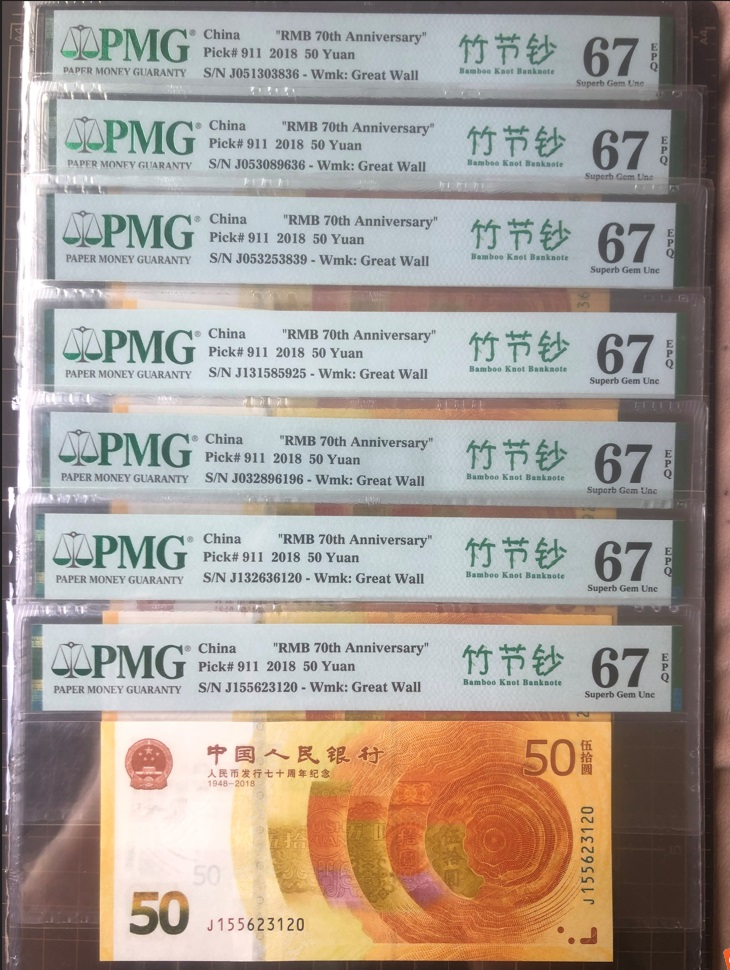 PMG®
PAPER MONEY GUARANTY
China "RMB 70th Anniversary"
Pick# 911 2018 50 Yuan
S/N J051303836 - Wmk: Great Wall
竹节钞
Bamboo Knot Banknote
67
EPQ
Superb Gem Unc
PMG®
PAPER MONEY GUARANTY
China "RMB 70th Anniversary"
Pick# 911 2018 50 Yuan
S/N J053089636 - Wmk: Great Wall
竹节钞
Bamboo Knot Banknote
67
EPQ
Superb Gem Unc
PMG®
PAPER MONEY GUARANTY
China "RMB 70th Anniversary"
Pick# 911 2018 50 Yuan
S/N J053253839 - Wmk: Great Wall
竹节钞
Bamboo Knot Banknote
67
EPQ
Superb Gem Unc
PMG®
PAPER MONEY GUARANTY
China "RMB 70th Anniversary"
Pick# 911 2018 50 Yuan
S/N J131585925 - Wmk: Great Wall
竹节钞
Bamboo Knot Banknote
67
EPQ
Superb Gem Unc
PMG®
PAPER MONEY GUARANTY
China "RMB 70th Anniversary"
Pick# 911 2018 50 Yuan
S/N J032896196 - Wmk: Great Wall
竹节钞
Bamboo Knot Banknote
67
EPQ
Superb Gem Unc
PMG®
PAPER MONEY GUARANTY
China "RMB 70th Anniversary"
Pick# 911 2018 50 Yuan
S/N J132636120 - Wmk: Great Wall
竹节钞
Bamboo Knot Banknote
67
EPQ
Superb Gem Unc
PMG®
PAPER MONEY GUARANTY
China "RMB 70th Anniversary"
Pick# 911 2018 50 Yuan
S/N J155623120 - Wmk: Great Wall
竹节钞
Bamboo Knot Banknote
67
EPQ
Superb Gem Unc
中国人民银行
人民币发行七十周年纪念
1948-2018
50
伍拾圆
50
50
J155623120
J155623120